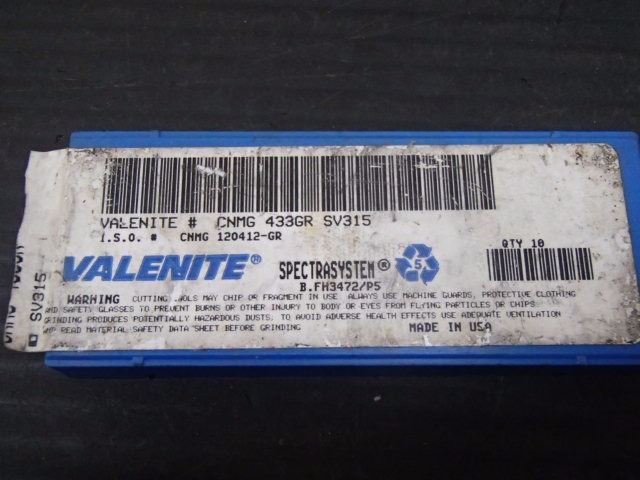 VALENITE # CNMG 433GR SV315
I.S.O. # CNMG 120412-GR
VALENITE® SPECTRASYSTEM® 5
B.FH3472/P5
QTY 10
WARNING CUTTING TOOLS MAY CHIP OR FRAGMENT IN USE. ALWAYS USE MACHINE GUARDS, PROTECTIVE CLOTHING
AND SAFETY GLASSES TO PREVENT BURNS OR OTHER INJURY TO BODY OR EYES FROM FLYING PARTICLES OR CHIPS
GRINDING PRODUCES POTENTIALLY HAZARDOUS DUSTS, TO AVOID ADVERSE HEALTH EFFECTS USE ADEQUATE VENTILATION
AND READ MATERIAL SAFETY DATA SHEET BEFORE GRINDING
MADE IN USA
SV315